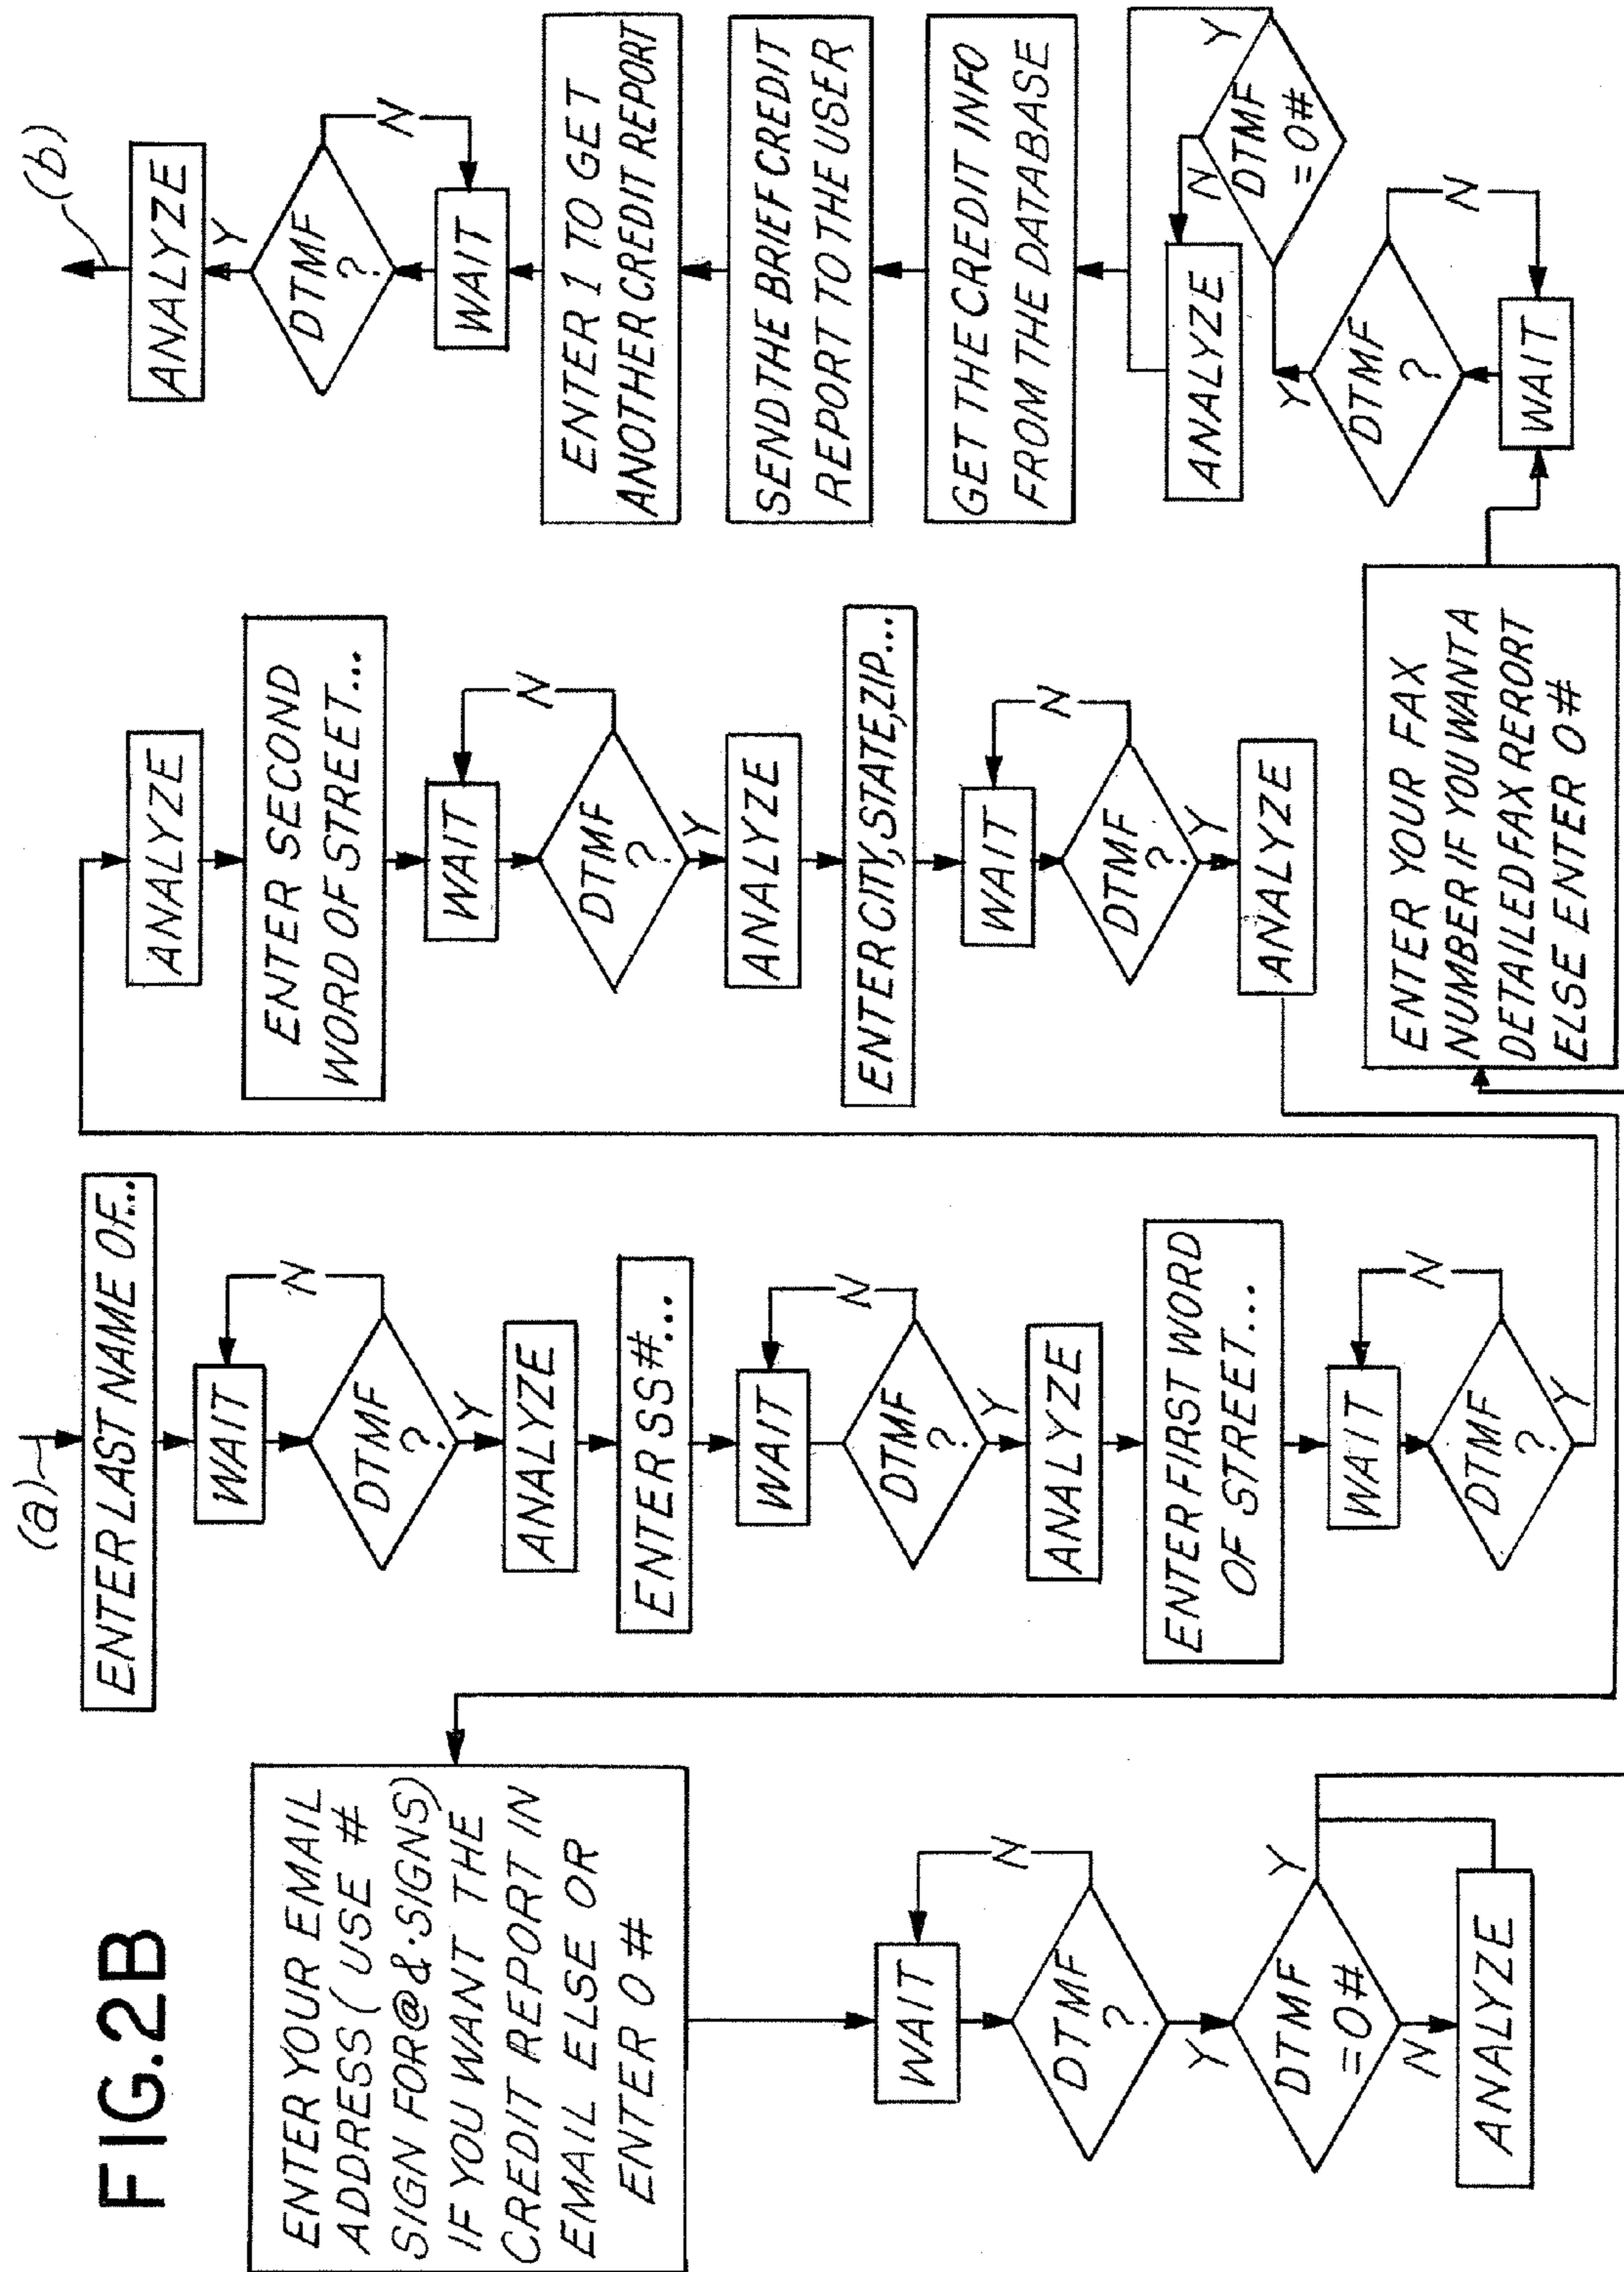 FIG.2B
(a)
ENTER LAST NAME OF...
WAIT
N
DTMF
?
Y
ANALYZE
ENTER SS#...
WAIT
N
DTMF
?
Y
ANALYZE
ENTER FIRST WORD
OF STREET...
WAIT
N
DTMF
?
Y
ANALYZE
ENTER SECOND
WORD OF STREET...
WAIT
N
DTMF
?
Y
ANALYZE
ENTER CITY,STATE,ZIP...
WAIT
N
DTMF
?
Y
ANALYZE
ENTER YOUR EMAIL
ADDRESS (USE #
SIGN FOR@&·SIGNS)
IF YOU WANT THE
CREDIT REPORT IN
EMAIL ELSE OR
ENTER 0#
WAIT
N
DTMF
?
Y
DTMF
=0#
Y
N
ANALYZE
ENTER YOUR FAX
NUMBER IF YOU WANT A
DETAILED FAX RERORT
ELSE ENTER 0#
WAIT
N
DTMF
?
Y
DTMF
=0#
Y
N
ANALYZE
GET THE CREDIT INFO
FROM THE DATABASE
SEND THE BRIEF CREDIT
REPORT TO THE USER
ENTER 1 TO GET
ANOTHER CREDIT REPORT
WAIT
N
DTMF
?
Y
ANALYZE
(b)